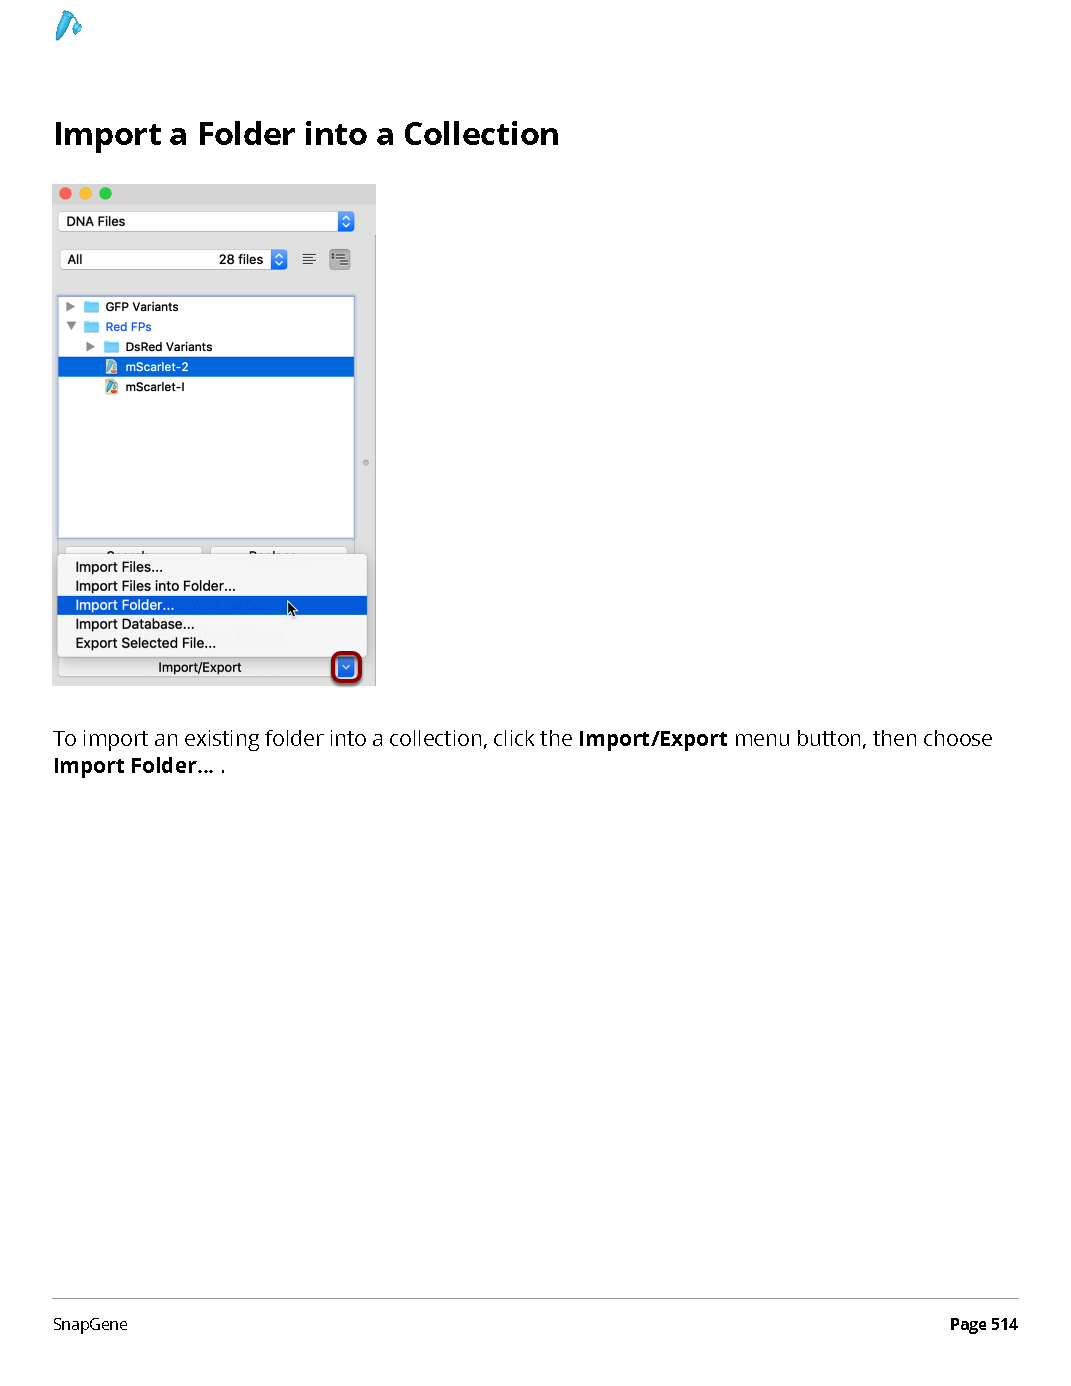 Import a Folder into a Collection
DNA Files
All 28 files
GFP Variants
Red FPs
DsRed Variants
mScarlet-2
mScarlet-I
Import Files...
Import Files into Folder...
Import Folder...
Import Database...
Export Selected File...
Import/Export
To import an existing folder into a collection, click the Import/Export menu button, then choose
Import Folder... .
SnapGene Page 514